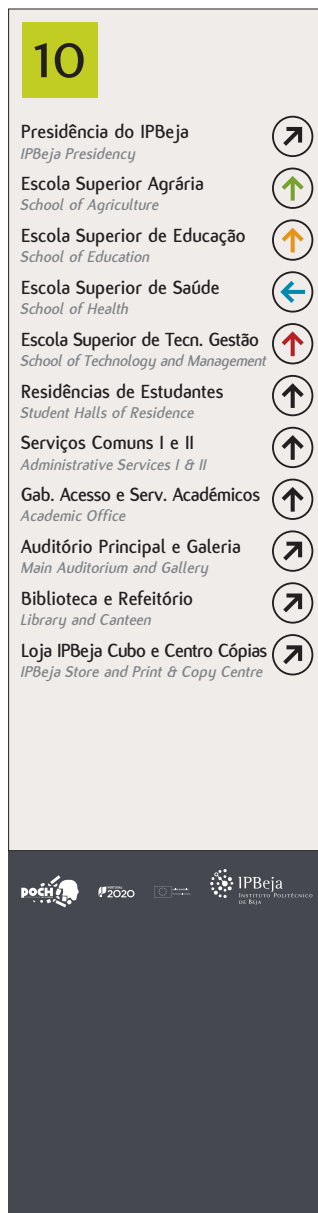 10
Presidência do IPBeja
IPBeja Presidency
Escola Superior Agrária
School of Agriculture
Escola Superior de Educação
School of Education
Escola Superior de Saúde
School of Health
Escola Superior de Tecn. Gestão
School of Technology and Management
Residências de Estudantes
Student Halls of Residence
Serviços Comuns I e II
Administrative Services I & II
Gab. Acesso e Serv. Académicos
Academic Office
Auditório Principal e Galeria
Main Auditorium and Gallery
Biblioteca e Refeitório
Library and Canteen
Loja IPBeja Cubo e Centro Cópias
IPBeja Store and Print & Copy Centre
POCH
PORTUGAL
2020
IPBeja
Instituto Politécnico
de Beja